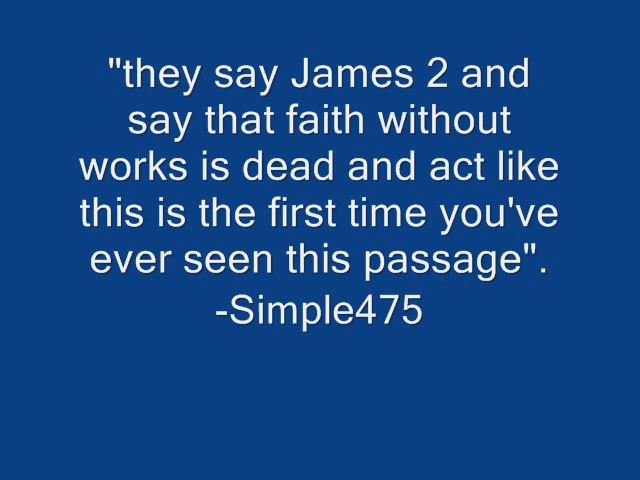 "they say James 2 and
say that faith without
works is dead and act like
this is the first time you've
ever seen this passage".
-Simple475